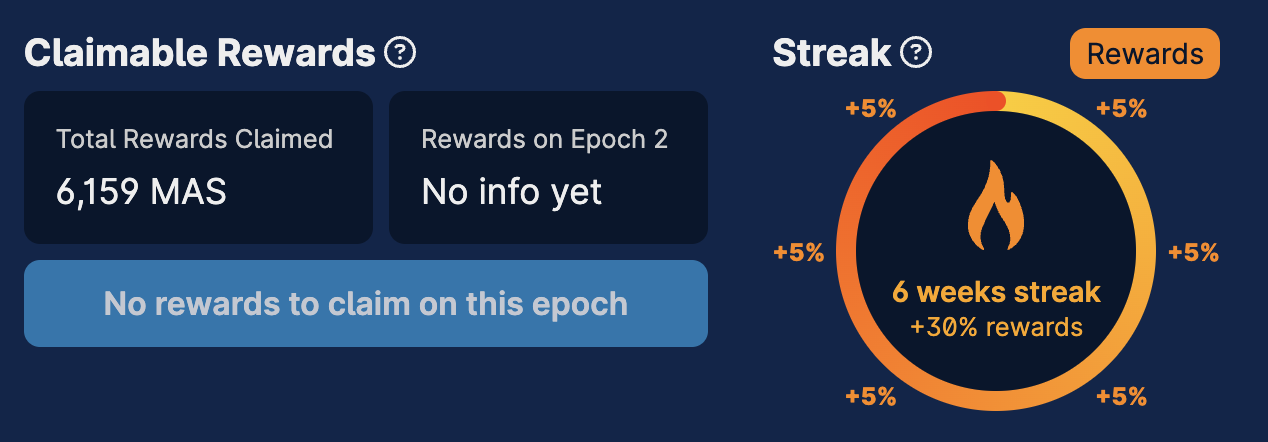 Claimable Rewards ?
Total Rewards Claimed
6,159 MAS
Rewards on Epoch 2
No info yet
No rewards to claim on this epoch
Streak ?
Rewards
+5%
+5%
+5%
+5%
6 weeks streak
+30% rewards
+5%
+5%